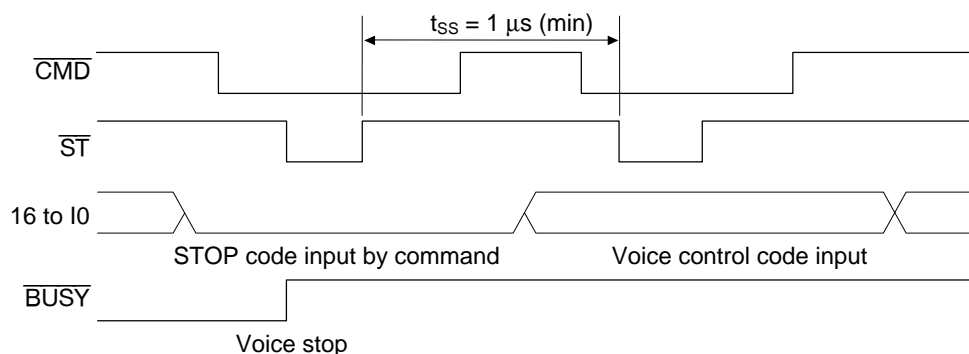 tSS = 1 μs (min)
CMD
ST
16 to I0
STOP code input by command
Voice control code input
BUSY
Voice stop